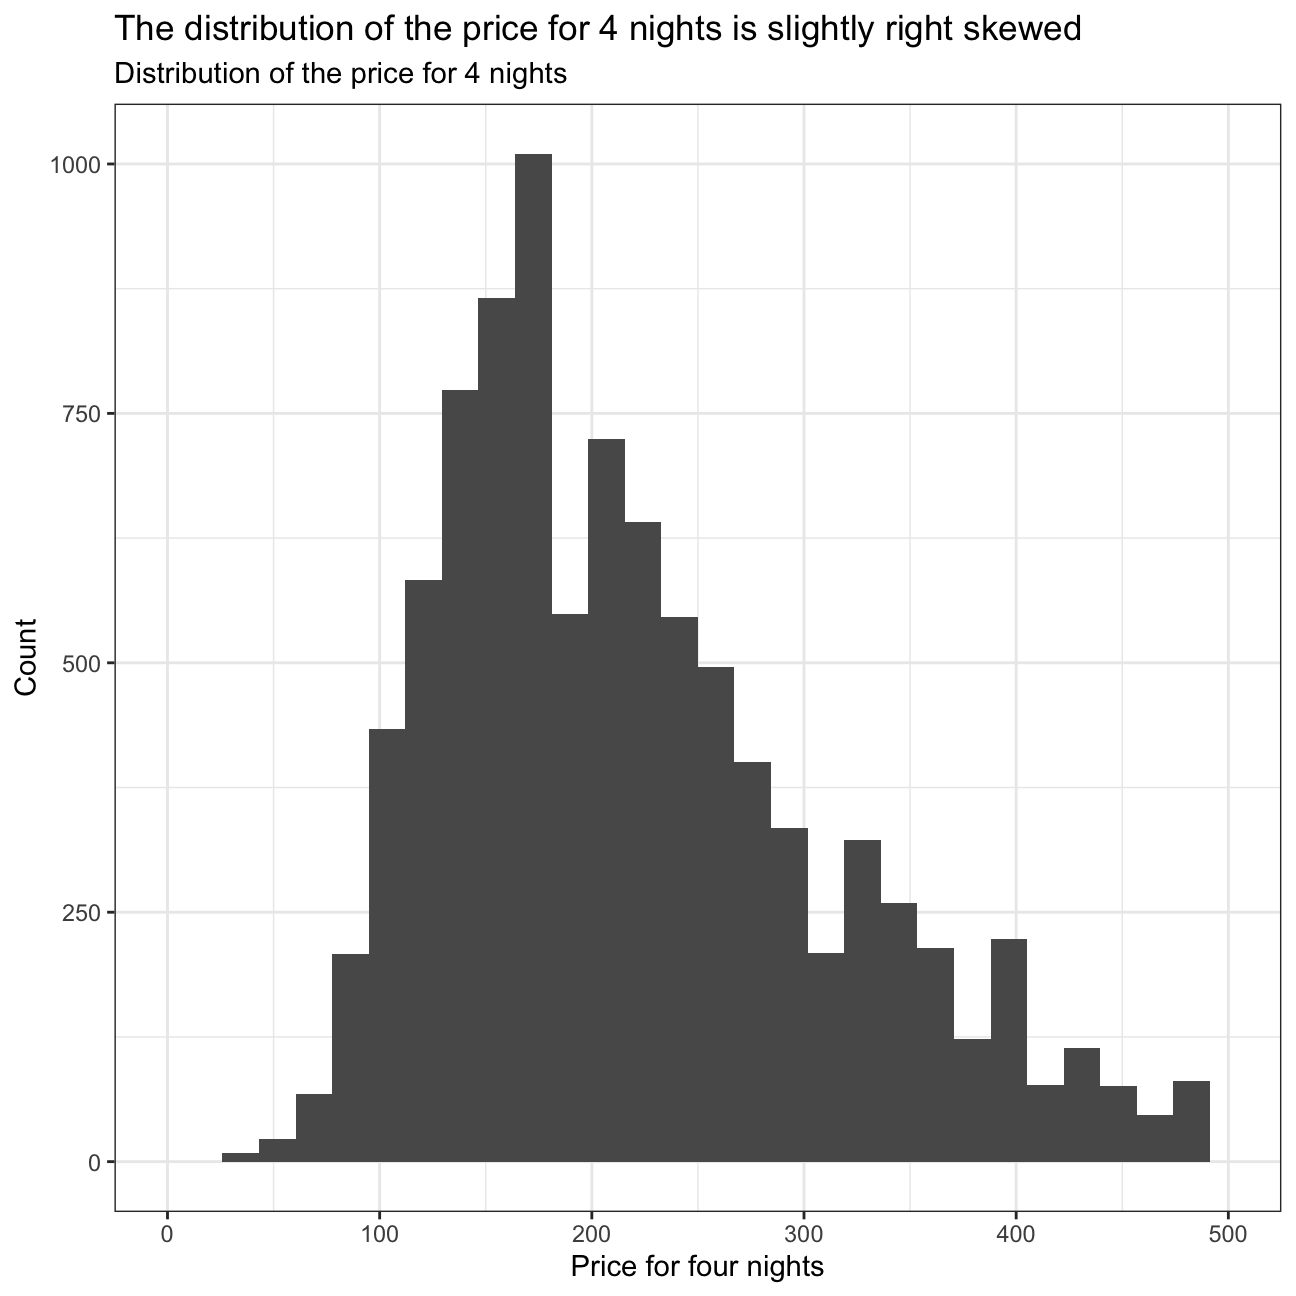 The distribution of the price for 4 nights is slightly right skewed
Distribution of the price for 4 nights
1000
750
500
250
0
Count
0 100 200 300 400 500
Price for four nights